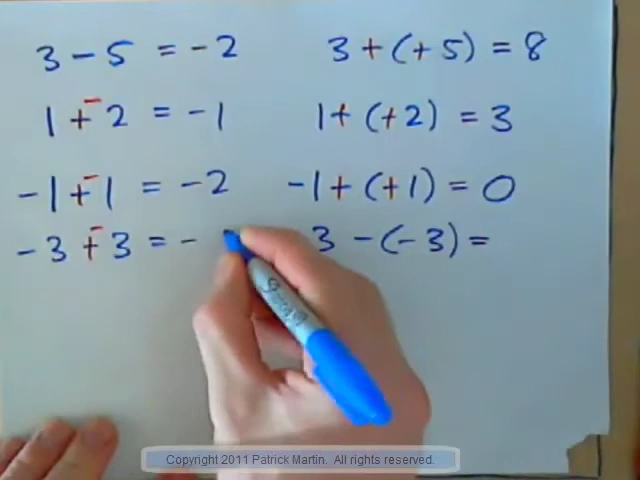 3 - 5 = -2 3 + (+5) = 8
1 + -2 = -1 1 + (+2) = 3
-1 + -1 = -2 -1 + (+1) = 0
-3 + -3 = - 3 - (-3) =
Sharpie
Copyright 2011 Patrick Martin. All rights reserved.